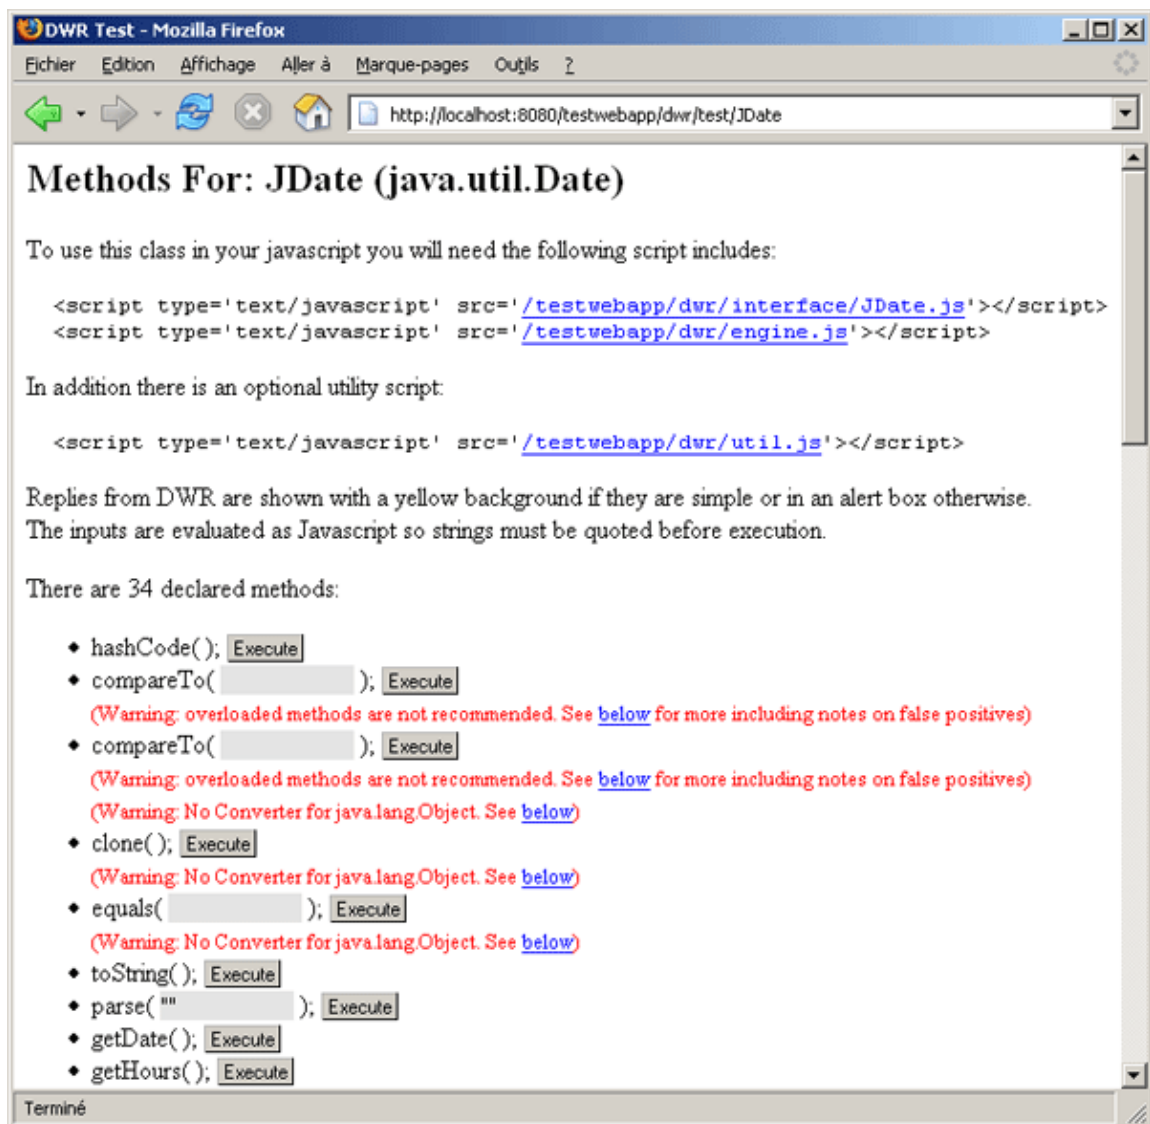 DWR Test - Mozilla Firefox
Fichier Edition Affichage Aller à Marque-pages Outils ?
http://localhost:8080/testwebapp/dwr/test/JDate
Methods For: JDate (java.util.Date)
To use this class in your javascript you will need the following script includes:
<script type='text/javascript' src='/testwebapp/dwr/interface/JDate.js'></script>
<script type='text/javascript' src='/testwebapp/dwr/engine.js'></script>
In addition there is an optional utility script:
<script type='text/javascript' src='/testwebapp/dwr/util.js'></script>
Replies from DWR are shown with a yellow background if they are simple or in an alert box otherwise.
The inputs are evaluated as Javascript so strings must be quoted before execution.
There are 34 declared methods:
• hashCode( ); Execute
• compareTo( ); Execute
(Warning: overloaded methods are not recommended. See below for more including notes on false positives)
• compareTo( ); Execute
(Warning: overloaded methods are not recommended. See below for more including notes on false positives)
(Warning: No Converter for java.lang.Object. See below)
• clone( ); Execute
(Warning: No Converter for java.lang.Object. See below)
• equals( ); Execute
(Warning: No Converter for java.lang.Object. See below)
• toString( ); Execute
• parse( "" ); Execute
• getDate( ); Execute
• getHours( ); Execute
Terminé